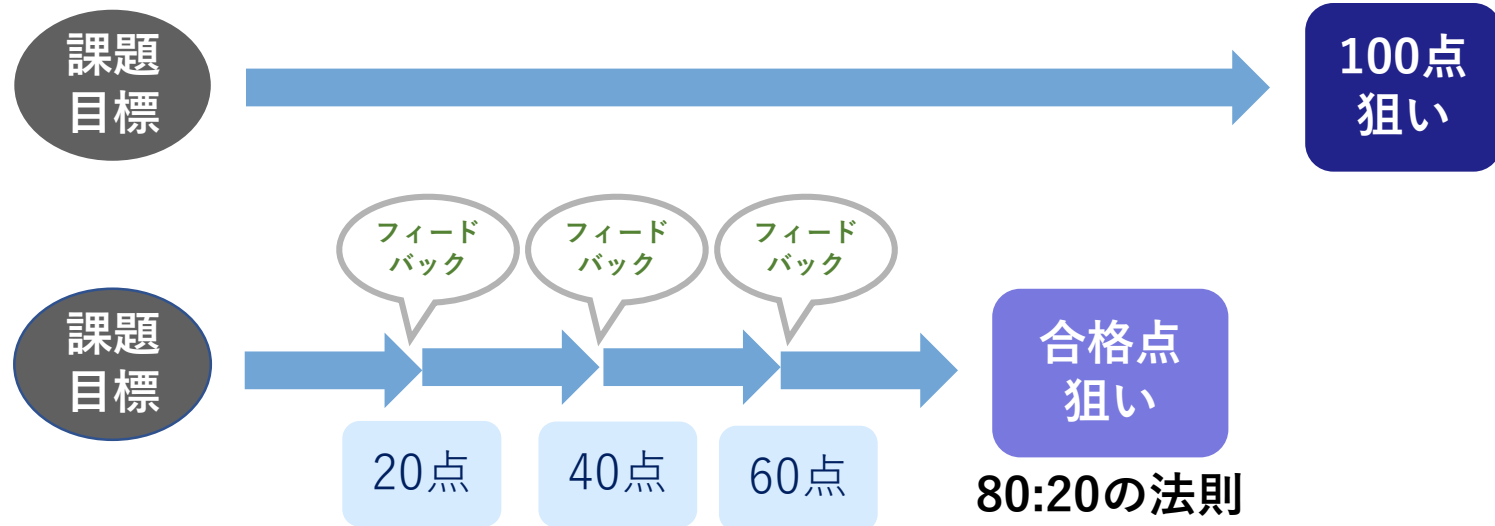 課題
目標
100点
狙い
フィード
バック
フィード
バック
フィード
バック
課題
目標
合格点
狙い
20点
40点
60点
80:20の法則